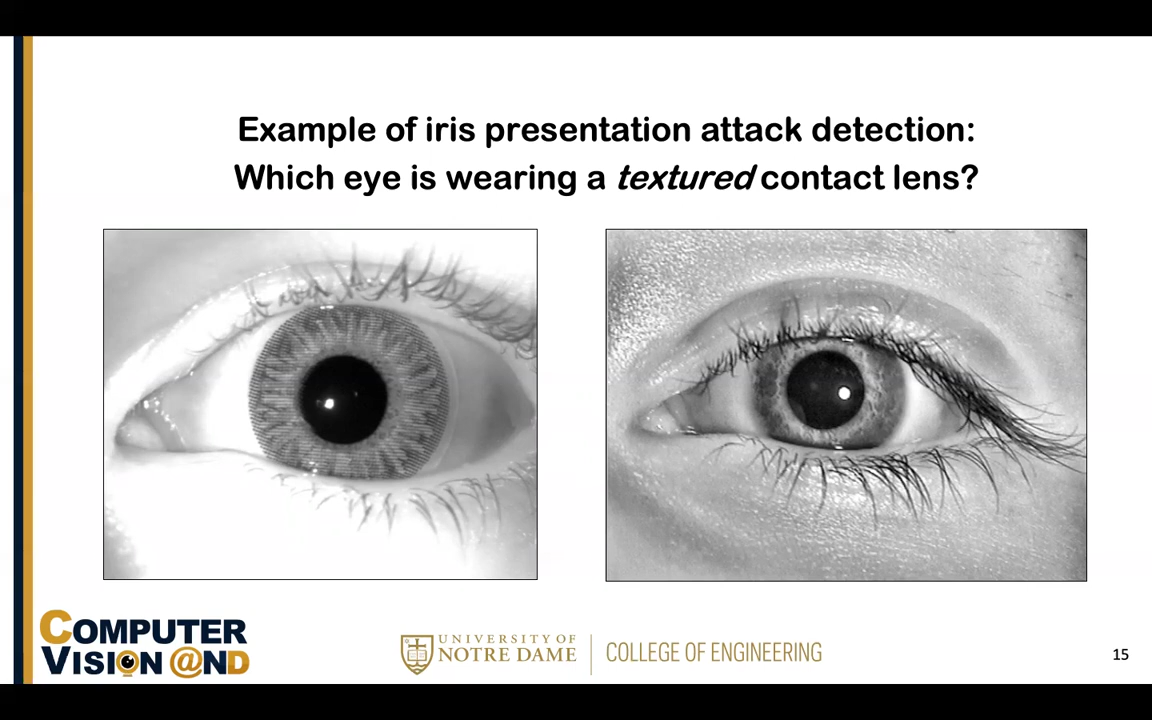 Example of iris presentation attack detection:
Which eye is wearing a textured contact lens?
COMPUTER
VISION @ND
UNIVERSITY OF
NOTRE DAME
COLLEGE OF ENGINEERING
15